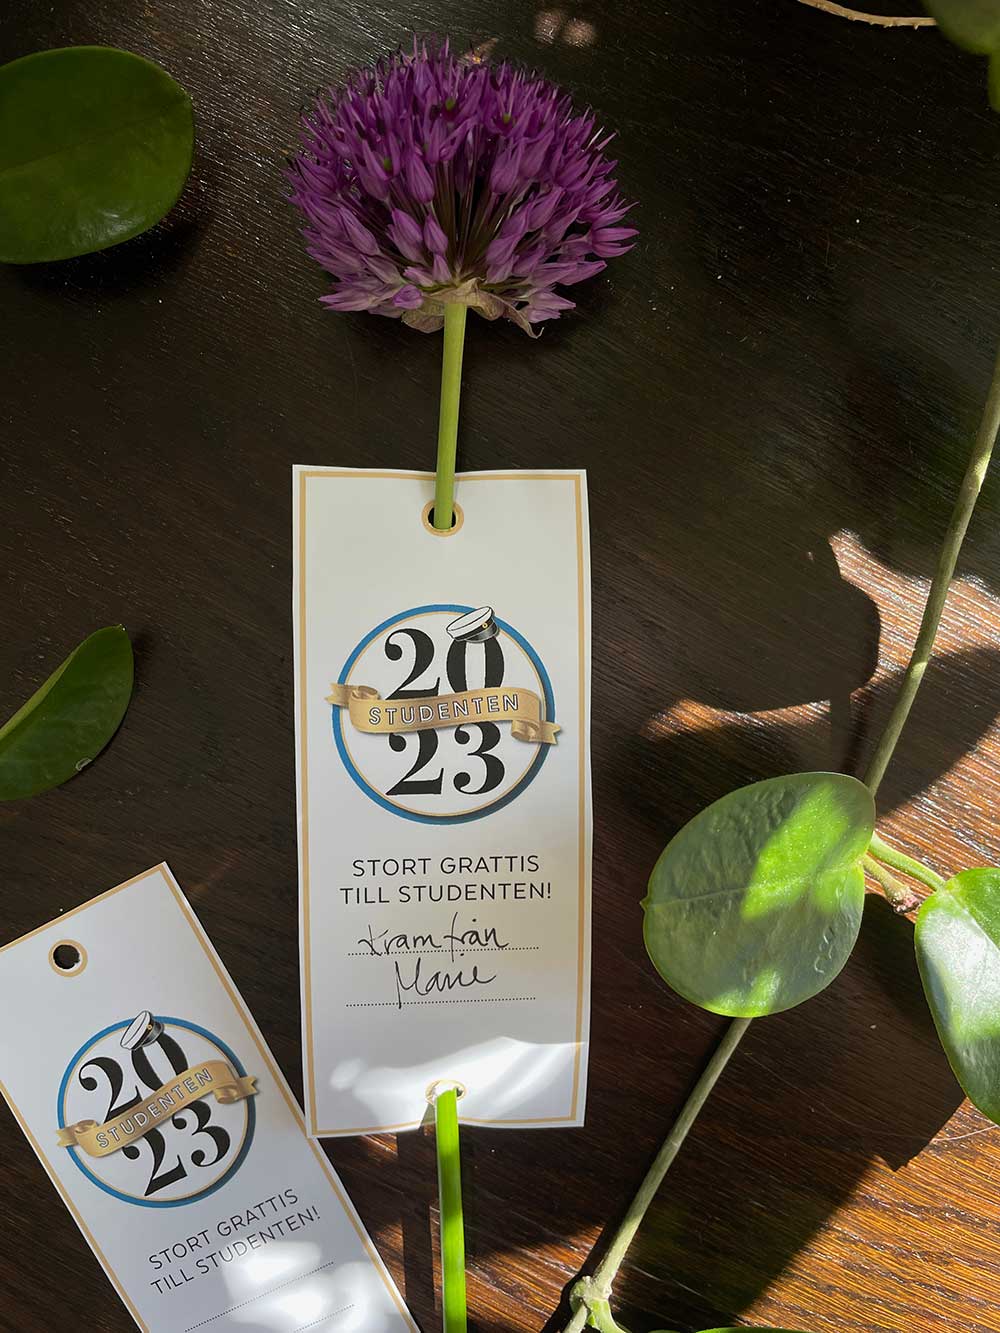 20
STUDENTEN
23
STORT GRATTIS
TILL STUDENTEN!
Kram från
Marie
20
STUDENTEN
23
STORT GRATTIS
TILL STUDENTEN!